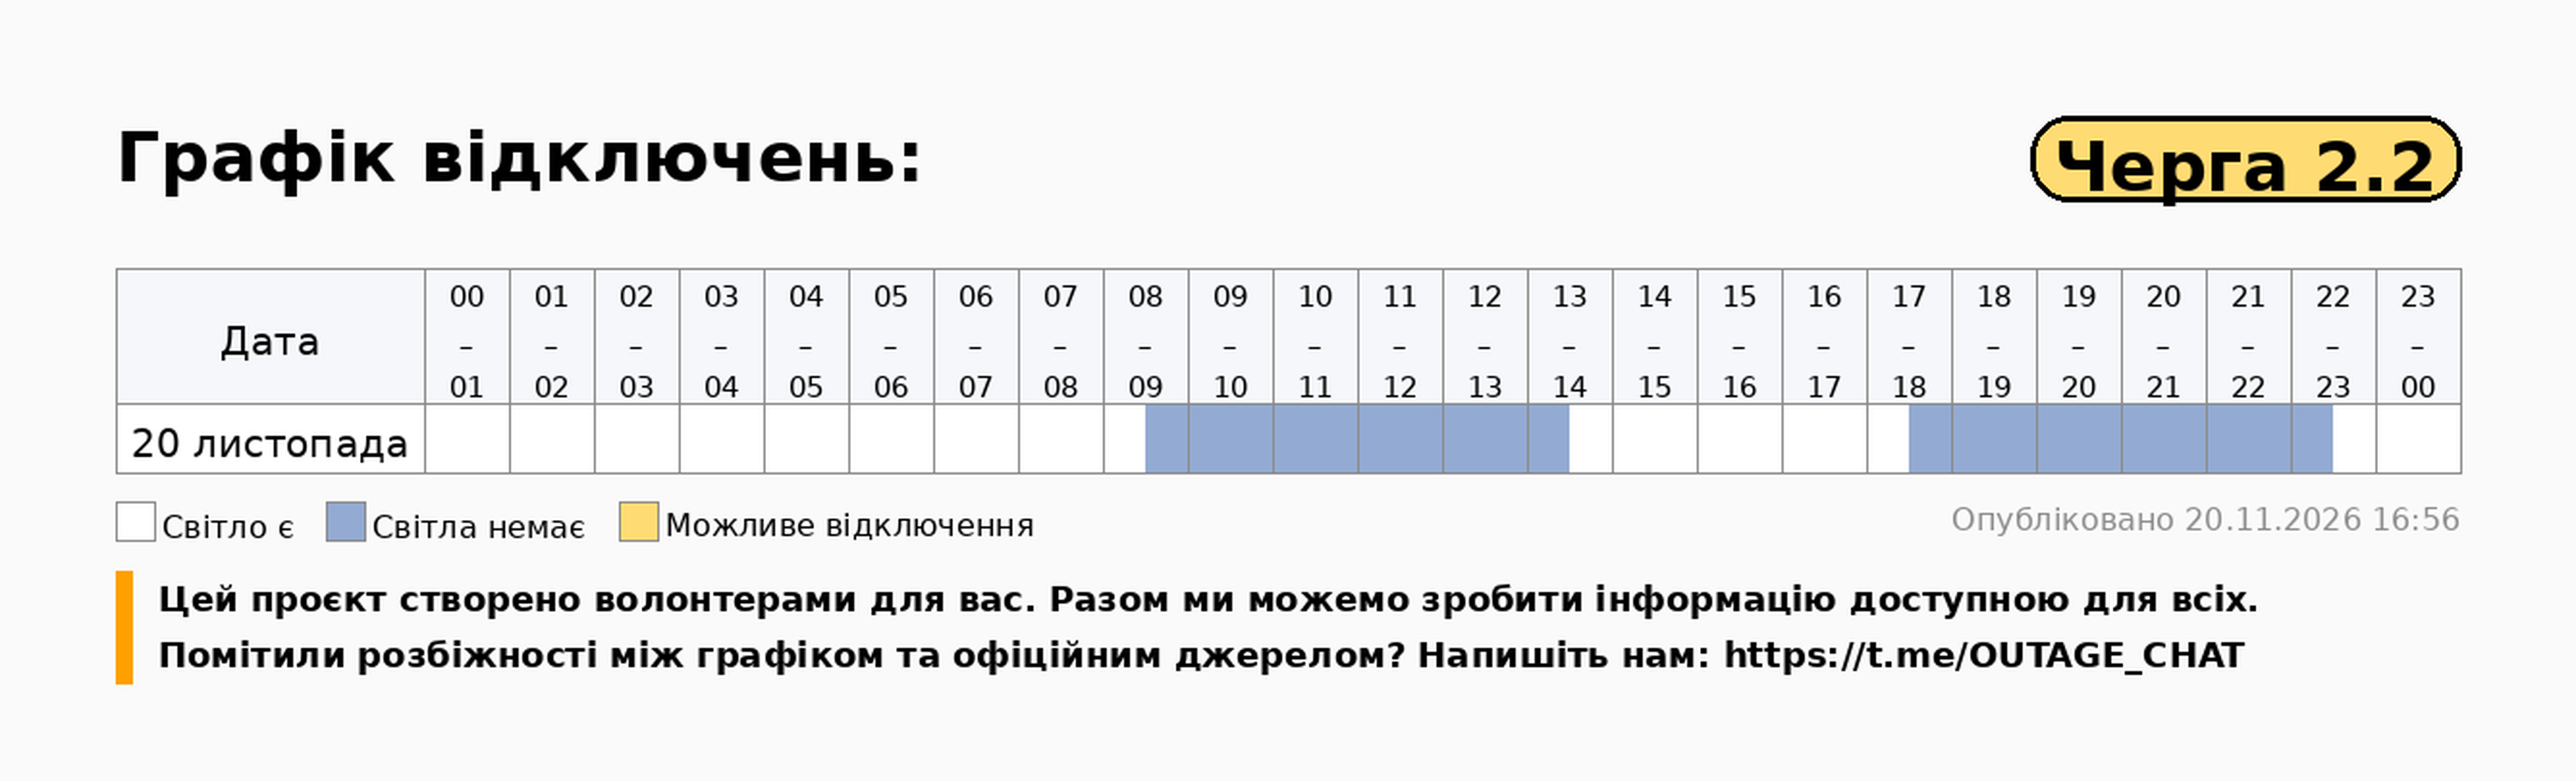 Графік відключень:
Черга 2.2
Дата
00 – 01
01 – 02
02 – 03
03 – 04
04 – 05
05 – 06
06 – 07
07 – 08
08 – 09
09 – 10
10 – 11
11 – 12
12 – 13
13 – 14
14 – 15
15 – 16
16 – 17
17 – 18
18 – 19
19 – 20
20 – 21
21 – 22
22 – 23
23 – 00
20 листопада
Світло є
Світла немає
Можливе відключення
Опубліковано 20.11.2026 16:56
Цей проєкт створено волонтерами для вас. Разом ми можемо зробити інформацію доступною для всіх.
Помітили розбіжності між графіком та офіційним джерелом? Напишіть нам: https://t.me/OUTAGE_CHAT